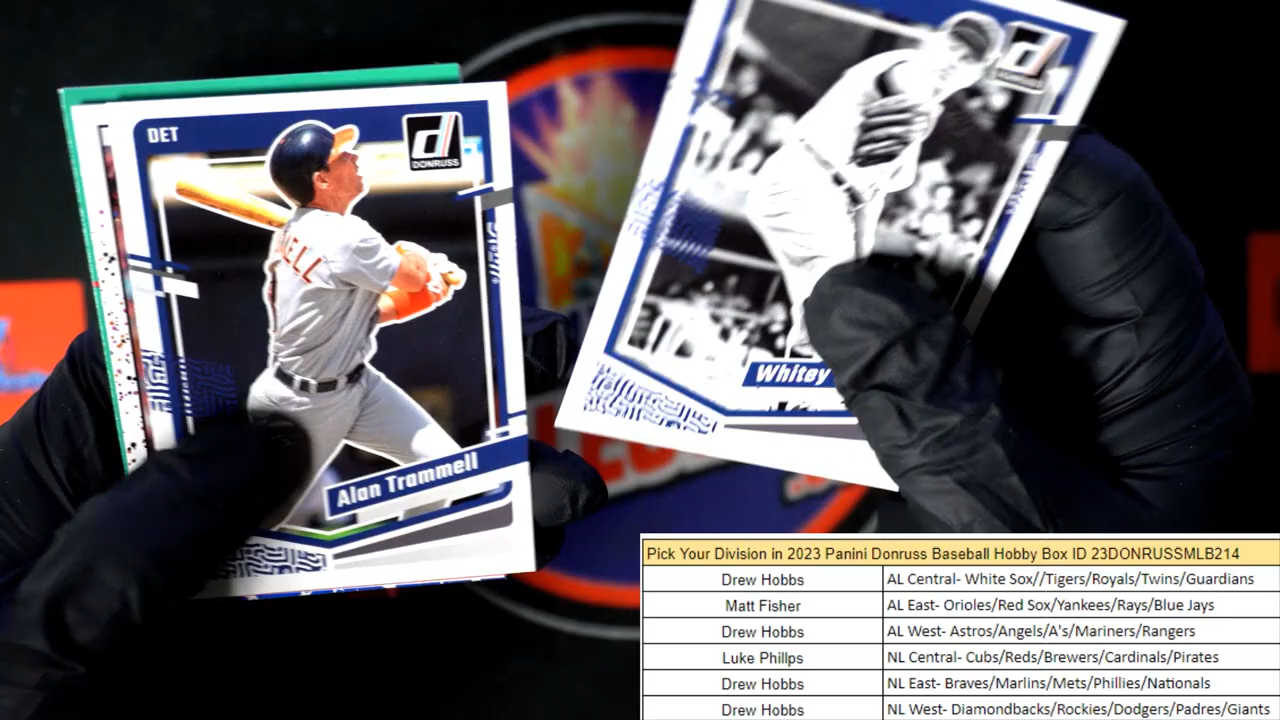 DET
DONRUSS
Alan Trammell
Whitey
Pick Your Division in 2023 Panini Donruss Baseball Hobby Box ID 23DONRUSSMLB214
Drew Hobbs AL Central- White Sox//Tigers/Royals/Twins/Guardians
Matt Fisher AL East- Orioles/Red Sox/Yankees/Rays/Blue Jays
Drew Hobbs AL West- Astros/Angels/A's/Mariners/Rangers
Luke Phillps NL Central- Cubs/Reds/Brewers/Cardinals/Pirates
Drew Hobbs NL East- Braves/Marlins/Mets/Phillies/Nationals
Drew Hobbs NL West- Diamondbacks/Rockies/Dodgers/Padres/Giants